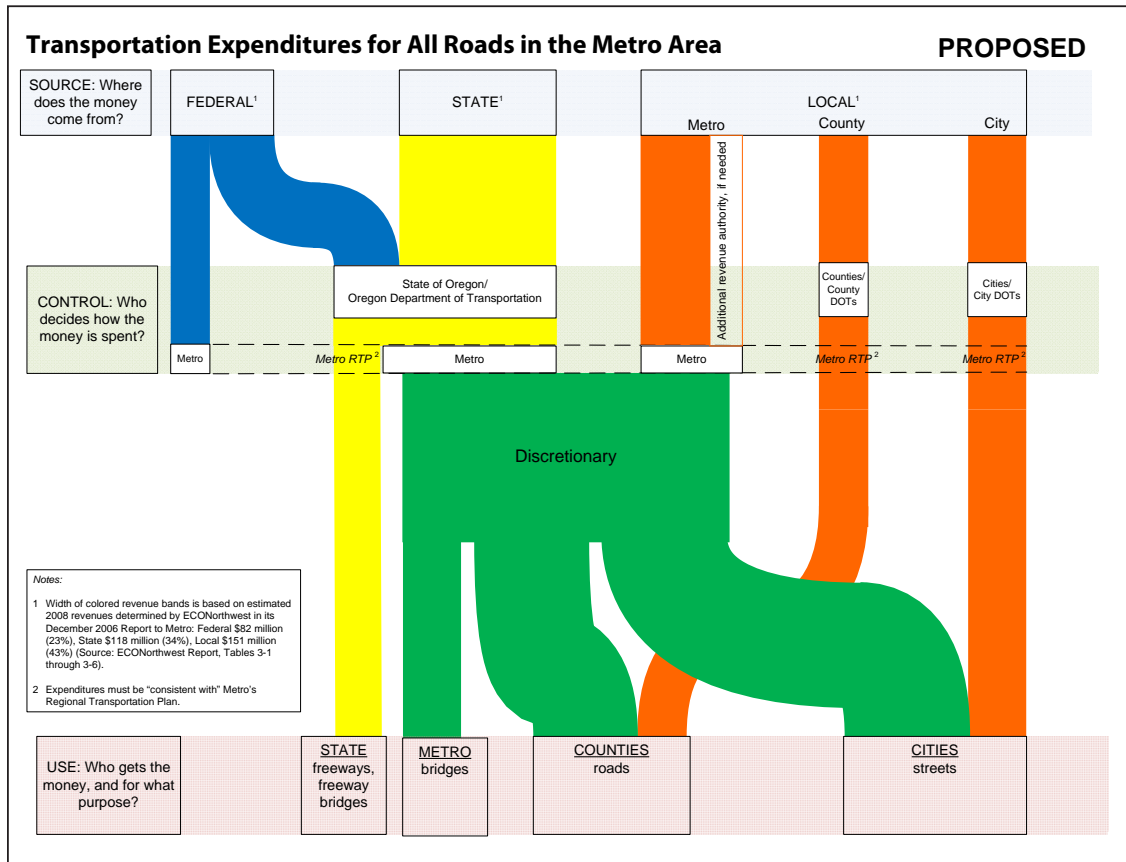 Transportation Expenditures for All Roads in the Metro Area
PROPOSED
SOURCE: Where
does the money
come from?
FEDERAL¹
STATE¹
LOCAL¹
Metro
County
City
Additional revenue authority, if needed
CONTROL: Who
decides how the
money is spent?
State of Oregon/
Oregon Department of Transportation
Counties/
County
DOTs
Cities/
City DOTs
Metro
Metro RTP ²
Metro
Metro
Metro RTP ²
Metro RTP ²
Discretionary
Notes:
1 Width of colored revenue bands is based on estimated
2008 revenues determined by ECONorthwest in its
December 2006 Report to Metro: Federal $82 million
(23%), State $118 million (34%), Local $151 million
(43%) (Source: ECONorthwest Report, Tables 3-1
through 3-6).
2 Expenditures must be “consistent with” Metro’s
Regional Transportation Plan.
USE: Who gets the
money, and for what
purpose?
STATE
freeways,
freeway
bridges
METRO
bridges
COUNTIES
roads
CITIES
streets